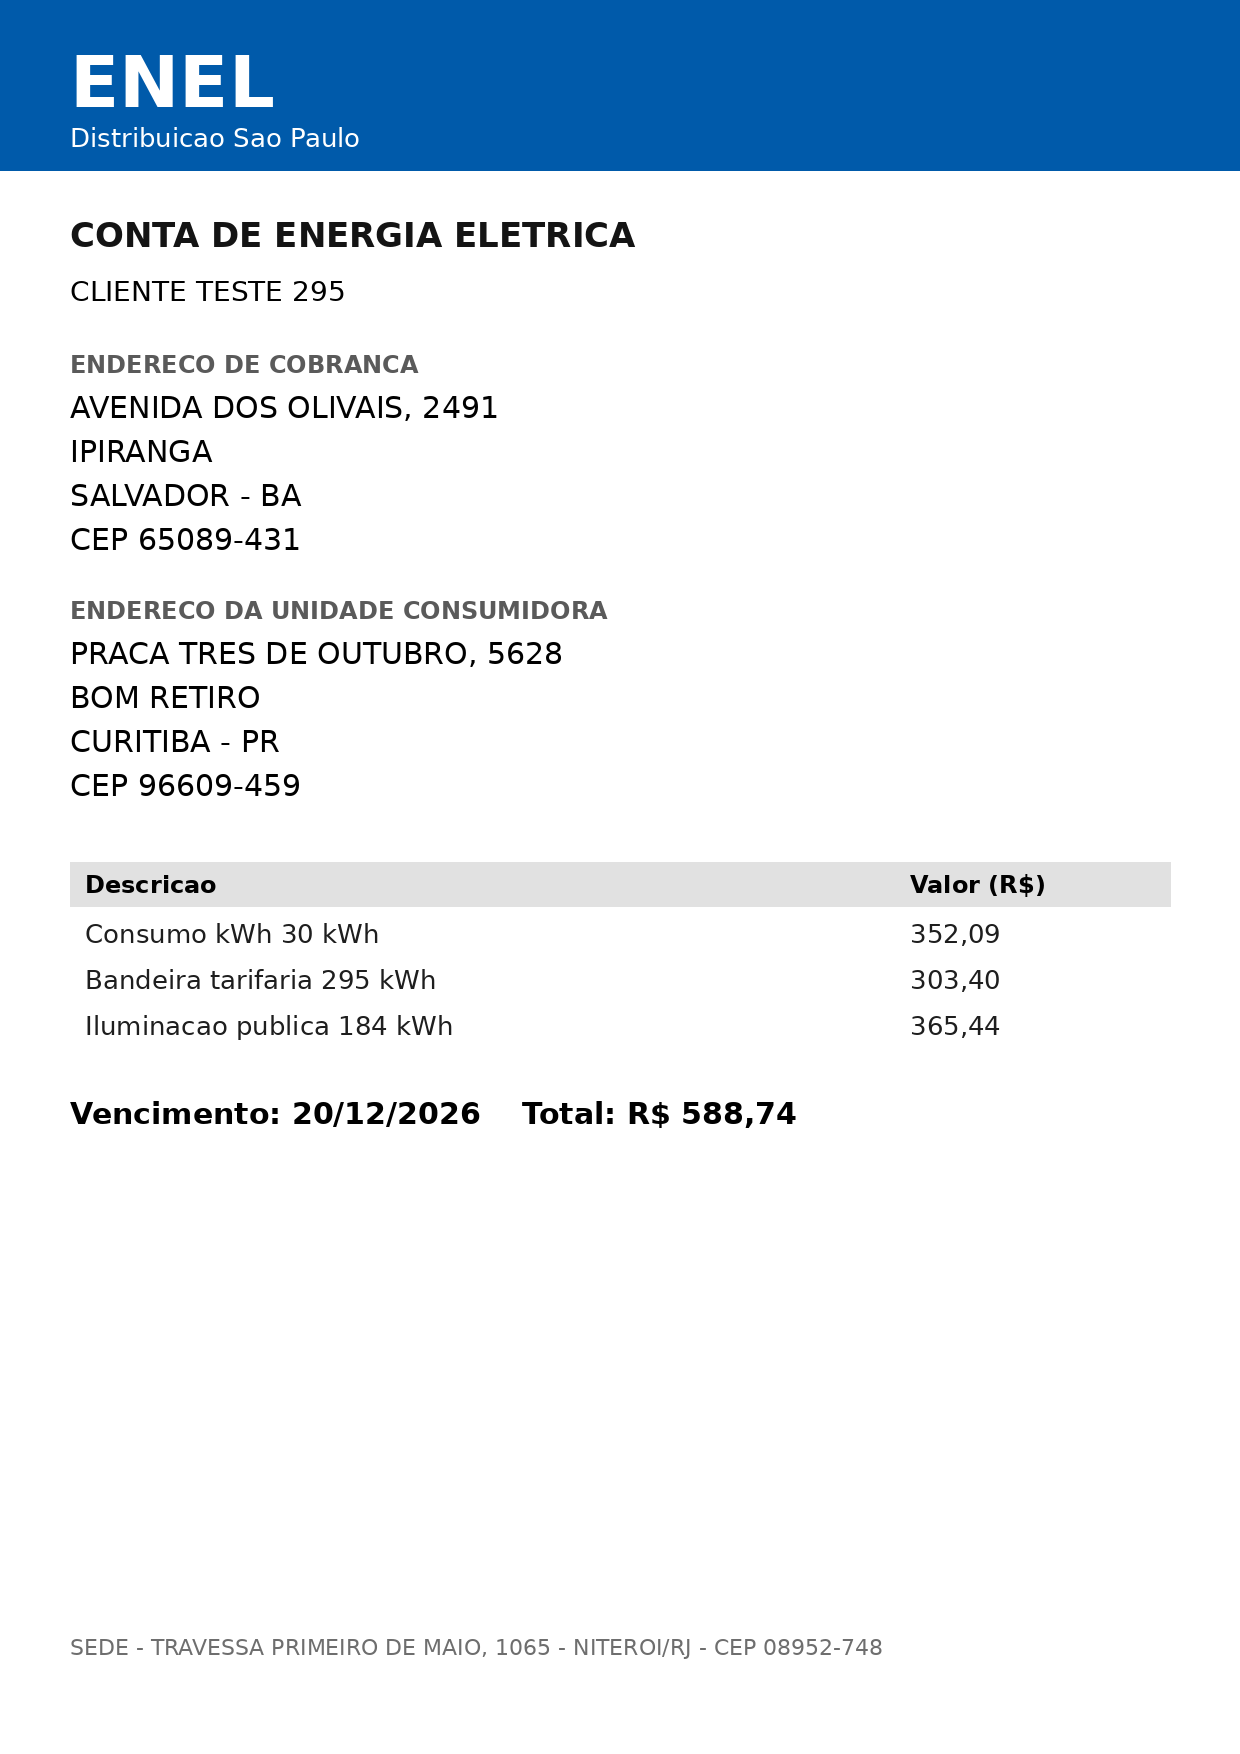 ENEL
Distribuicao Sao Paulo
CONTA DE ENERGIA ELETRICA
CLIENTE TESTE 295
ENDERECO DE COBRANCA
AVENIDA DOS OLIVAIS, 2491
IPIRANGA
SALVADOR - BA
CEP 65089-431
ENDERECO DA UNIDADE CONSUMIDORA
PRACA TRES DE OUTUBRO, 5628
BOM RETIRO
CURITIBA - PR
CEP 96609-459
Descricao Valor (R$)
Consumo kWh 30 kWh 352,09
Bandeira tarifaria 295 kWh 303,40
Iluminacao publica 184 kWh 365,44
Vencimento: 20/12/2026 Total: R$ 588,74
SEDE - TRAVESSA PRIMEIRO DE MAIO, 1065 - NITEROI/RJ - CEP 08952-748